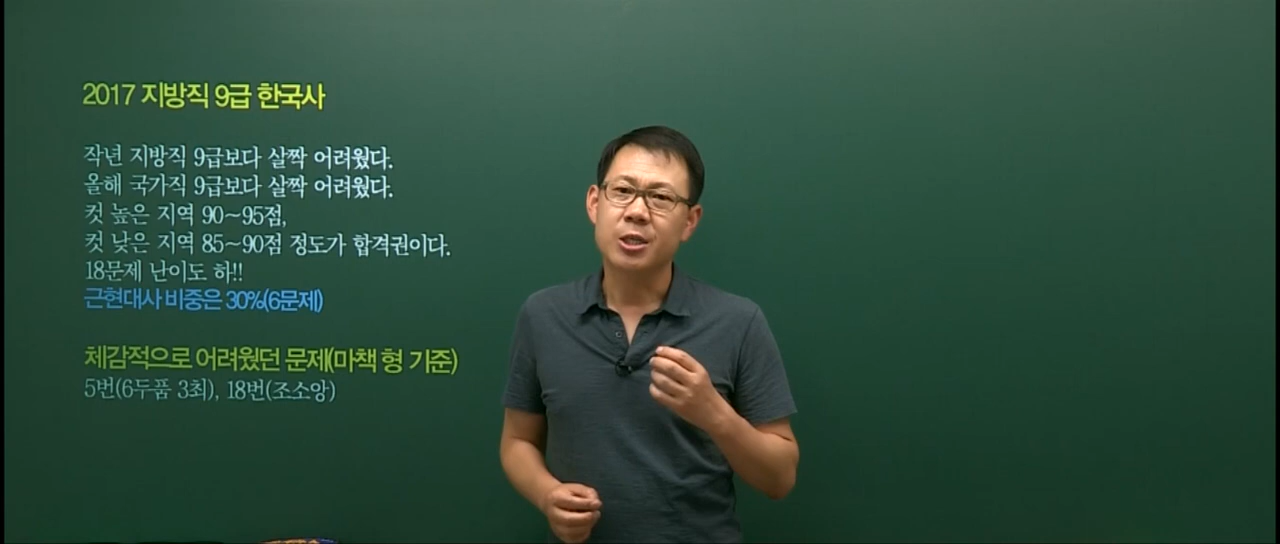 2017 지방직 9급 한국사
작년 지방직 9급보다 살짝 어려웠다.
올해 국가직 9급보다 살짝 어려웠다.
컷 높은 지역 90~95점,
컷 낮은 지역 85~90점 정도가 합격권이다.
18문제 난이도 하!!
근현대사 비중은 30%(6문제)
체감적으로 어려웠던 문제(마책 형 기준)
5번(6두품 3최), 18번(조소앙)